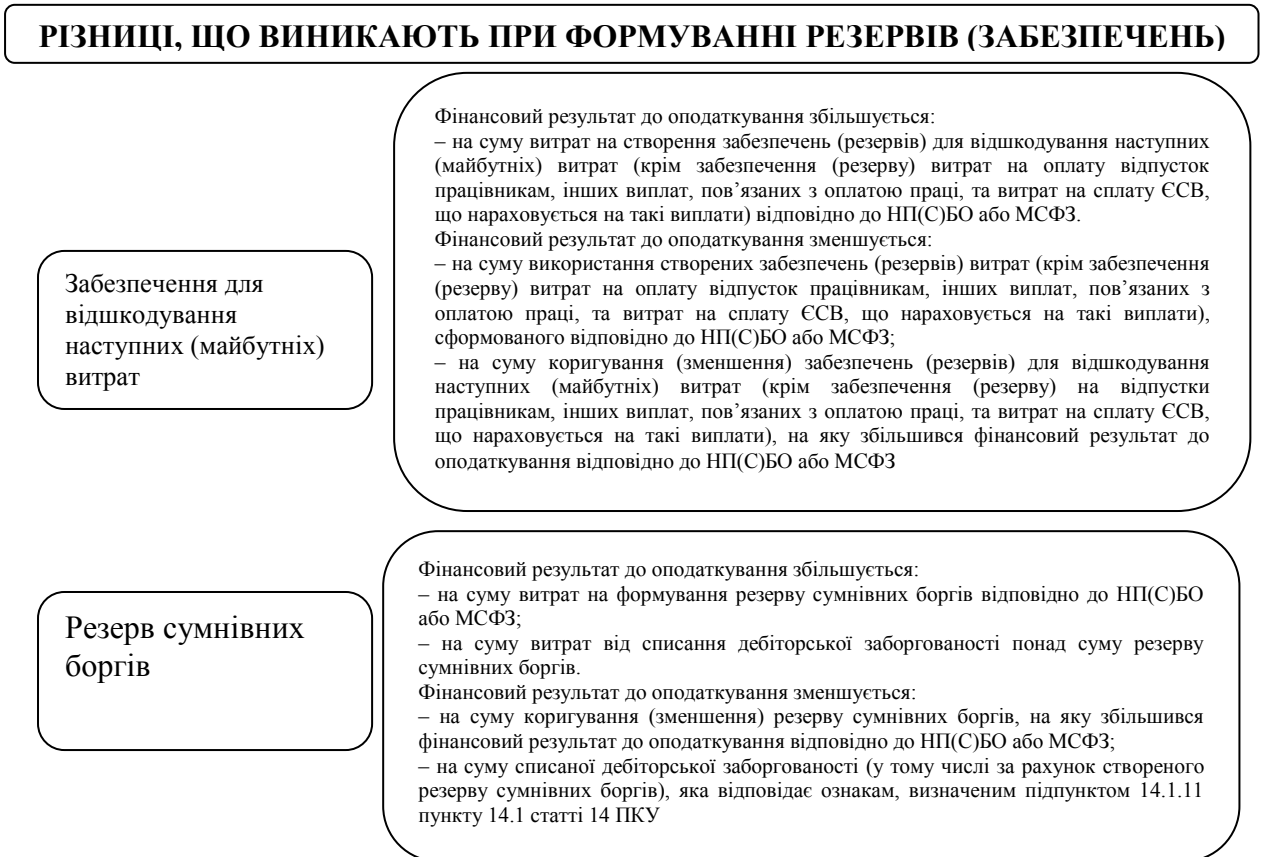 РІЗНИЦІ, ЩО ВИНИКАЮТЬ ПРИ ФОРМУВАННІ РЕЗЕРВІВ (ЗАБЕЗПЕЧЕНЬ)
Забезпечення для
відшкодування
наступних (майбутніх)
витрат
Фінансовий результат до оподаткування збільшується:
– на суму витрат на створення забезпечень (резервів) для відшкодування наступних
(майбутніх) витрат (крім забезпечення (резерву) витрат на оплату відпусток
працівникам, інших виплат, пов’язаних з оплатою праці, та витрат на сплату ЄСВ,
що нараховується на такі виплати) відповідно до НП(С)БО або МСФЗ.
Фінансовий результат до оподаткування зменшується:
– на суму використання створених забезпечень (резервів) витрат (крім забезпечення
(резерву) витрат на оплату відпусток працівникам, інших виплат, пов’язаних з
оплатою праці, та витрат на сплату ЄСВ, що нараховується на такі виплати),
сформованого відповідно до НП(С)БО або МСФЗ;
– на суму коригування (зменшення) забезпечень (резервів) для відшкодування
наступних (майбутніх) витрат (крім забезпечення (резерву) на відпустки
працівникам, інших виплат, пов’язаних з оплатою праці, та витрат на сплату ЄСВ,
що нараховується на такі виплати), на яку збільшився фінансовий результат до
оподаткування відповідно до НП(С)БО або МСФЗ
Резерв сумнівних
боргів
Фінансовий результат до оподаткування збільшується:
– на суму витрат на формування резерву сумнівних боргів відповідно до НП(С)БО
або МСФЗ;
– на суму витрат від списання дебіторської заборгованості понад суму резерву
сумнівних боргів.
Фінансовий результат до оподаткування зменшується:
– на суму коригування (зменшення) резерву сумнівних боргів, на яку збільшився
фінансовий результат до оподаткування відповідно до НП(С)БО або МСФЗ;
– на суму списаної дебіторської заборгованості (у тому числі за рахунок створеного
резерву сумнівних боргів), яка відповідає ознакам, визначеним підпунктом 14.1.11
пункту 14.1 статті 14 ПКУ